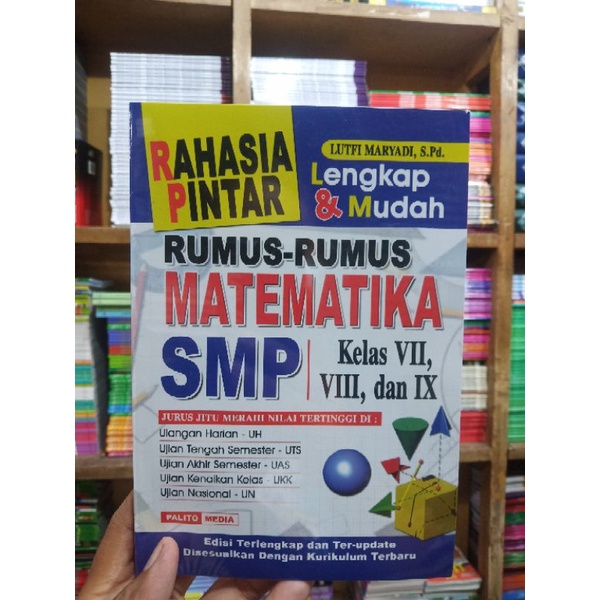 RAHASIA
PINTAR
LUTFI MARYADI, S.Pd.
Lengkap
& Mudah
RUMUS-RUMUS
MATEMATIKA
SMP
Kelas VII,
VIII, dan IX
JURUS JITU MERAIH NILAI TERTINGGI DI :
Ulangan Harian - UH
Ujian Tengah Semester - UTS
Ujian Akhir Semester - UAS
Ujian Kenaikan Kelas - UKK
Ujian Nasional - UN
PALITO MEDIA
Edisi Terlengkap dan Ter-update
Disesuaikan Dengan Kurikulum Terbaru